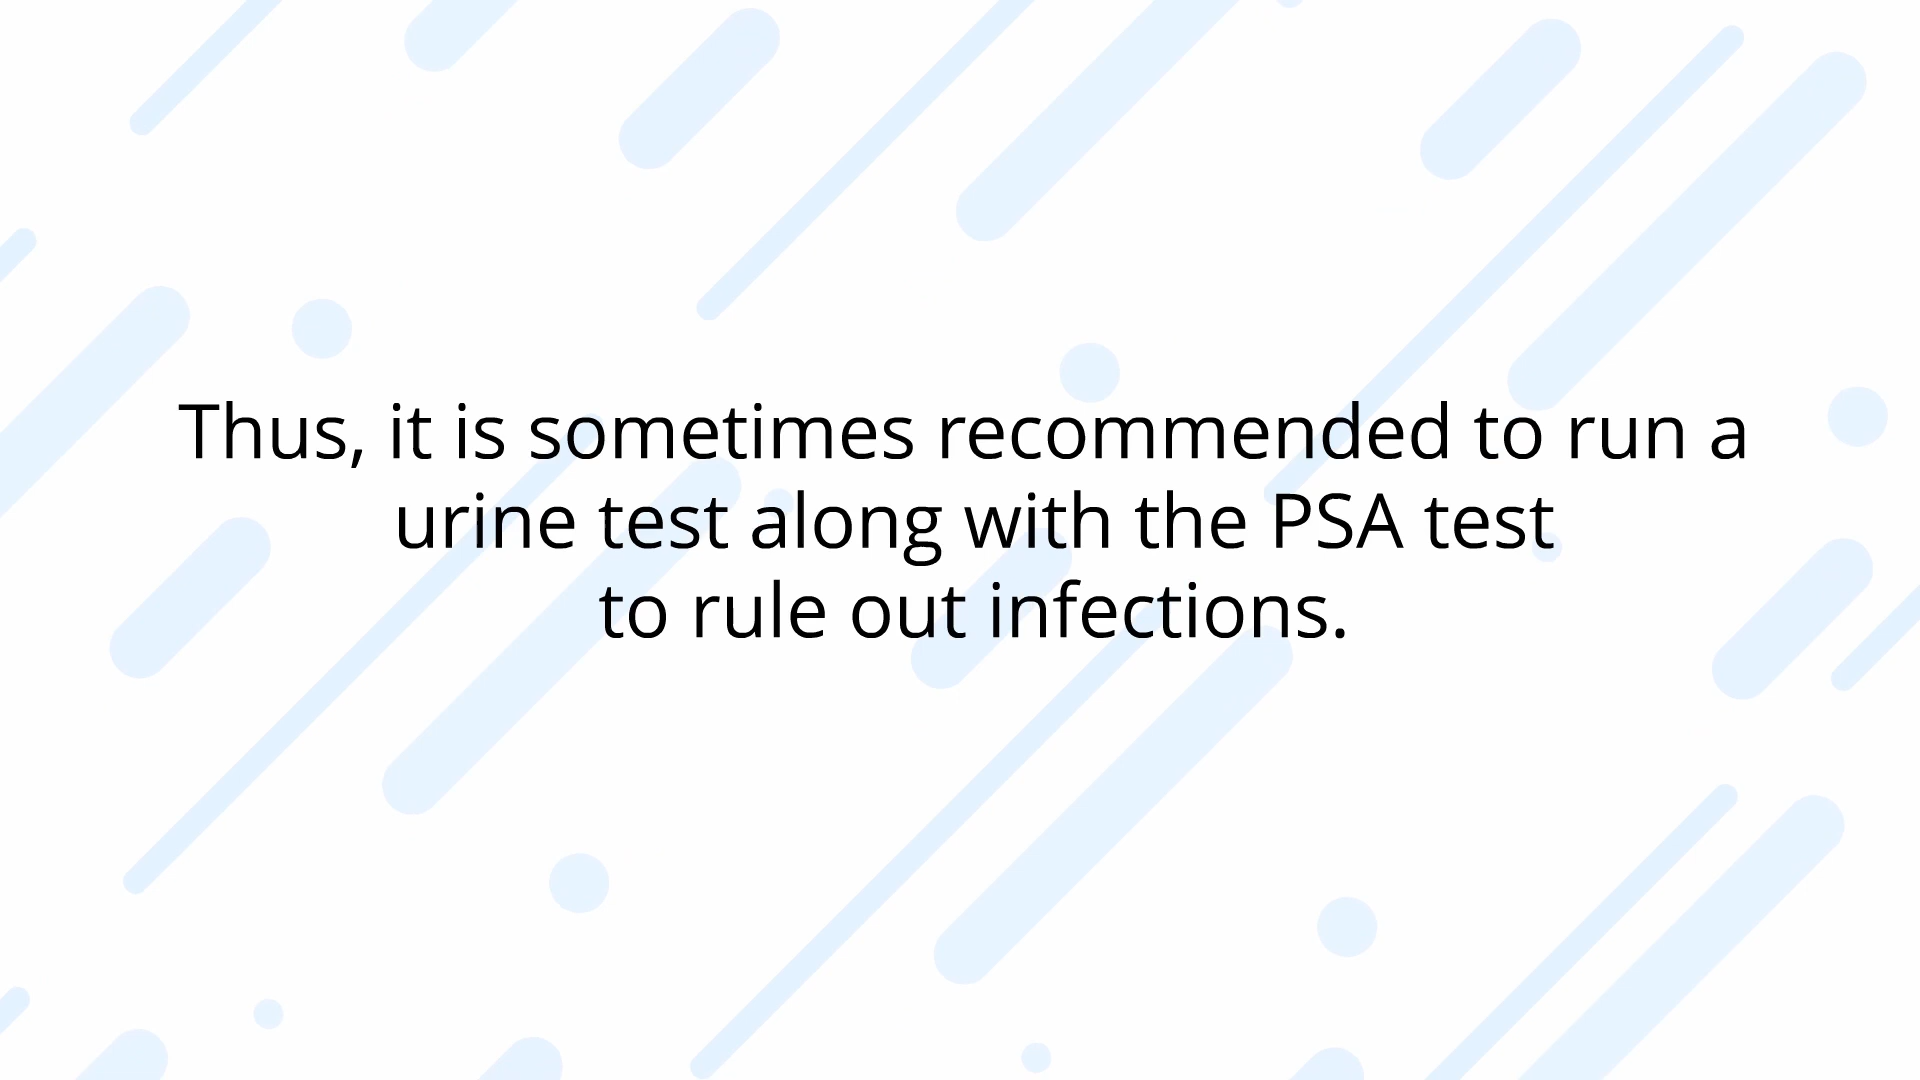 Thus, it is sometimes recommended to run a
urine test along with the PSA test
to rule out infections.